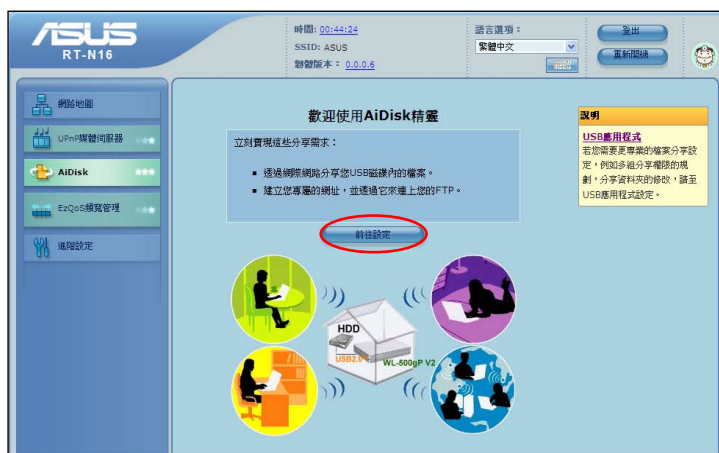 ASUS
RT-N16
時間: 00:44:24
SSID: ASUS
韌體版本： 0.0.0.6
語言選項：
繁體中文
登出
重新開機
網路地圖
UPnP媒體伺服器
AiDisk
EzQoS頻寬管理
進階設定
歡迎使用AiDisk精靈
立刻實現這些分享需求：
透過網際網路分享您USB磁碟內的檔案。
建立您專屬的網址，並透過它來連上您的FTP。
前往設定
HDD
USB2.0
WL-500gP V2
說明
USB應用程式
若您需要更專業的檔案分享設
定，例如多組分享權限的規
劃，分享資料夾的修改，請至
USB應用程式設定。